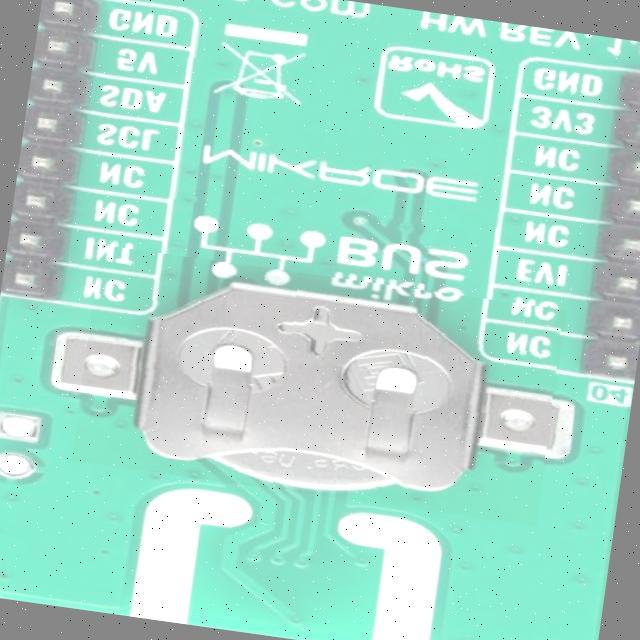 com
HW REV 1
GND
5V
SDA
SCL
NC
NC
INT
NC
RoHS
MIKROE
BUS
mikro
GND
3V3
NC
NC
NC
EVI
NC
NC